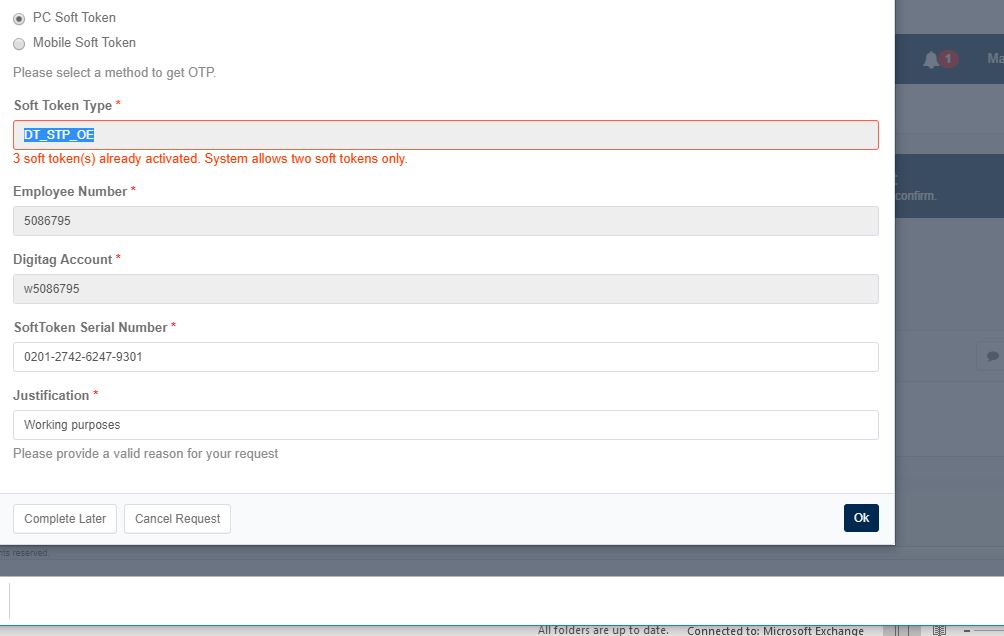 PC Soft Token
Mobile Soft Token
1
Please select a method to get OTP.
Soft Token Type *
DT_STP_OE
3 soft token(s) already activated. System allows two soft tokens only.
Employee Number *
confirm.
5086795
Digitag Account *
w5086795
SoftToken Serial Number *
0201-2742-6247-9301
Justification *
Working purposes
Please provide a valid reason for your request
Complete Later
Cancel Request
Ok
reserved.
All folders are up to date.
Connected to: Microsoft Exchange